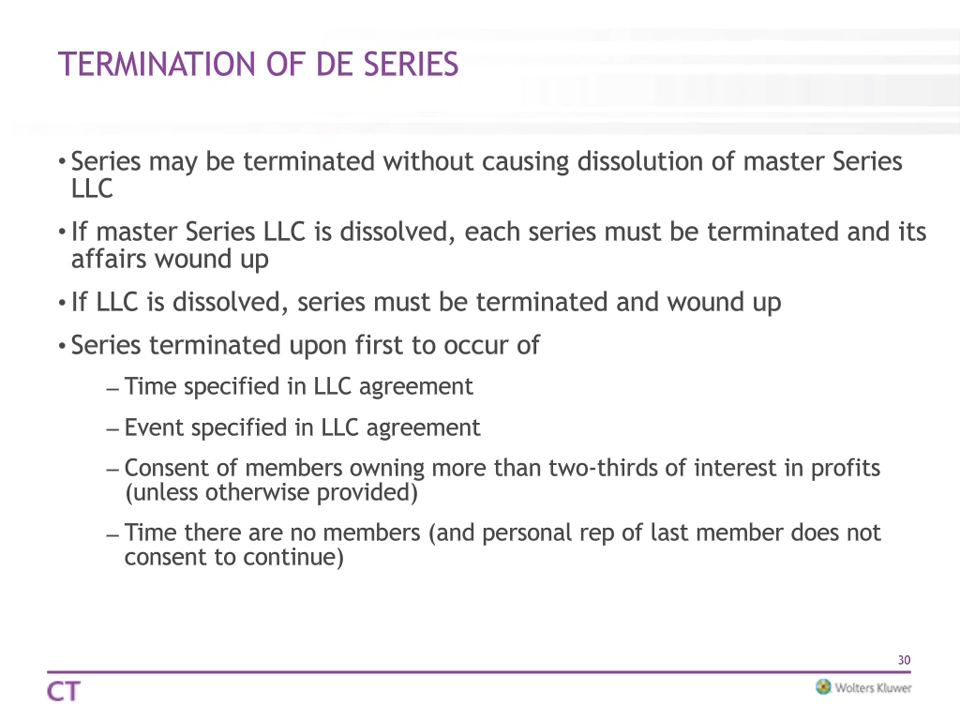 TERMINATION OF DE SERIES
• Series may be terminated without causing dissolution of master Series
LLC
• If master Series LLC is dissolved, each series must be terminated and its
affairs wound up
• If LLC is dissolved, series must be terminated and wound up
• Series terminated upon first to occur of
– Time specified in LLC agreement
– Event specified in LLC agreement
– Consent of members owning more than two-thirds of interest in profits
(unless otherwise provided)
– Time there are no members (and personal rep of last member does not
consent to continue)
30
CT
Wolters Kluwer